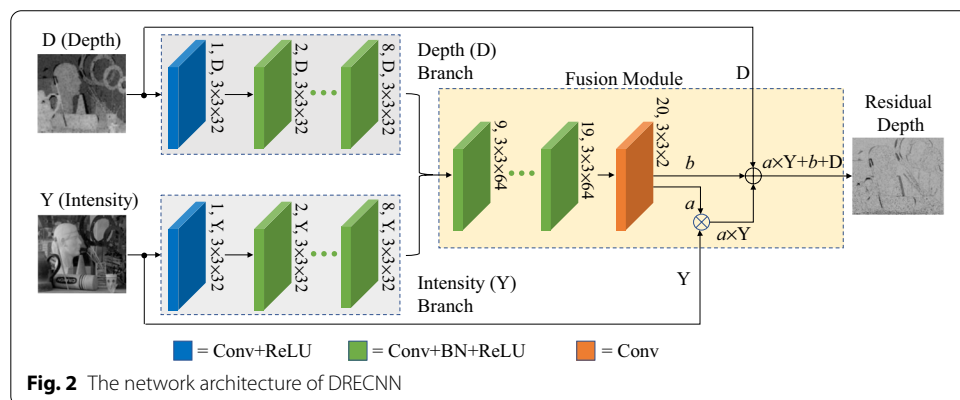 D (Depth)
1, D, 3×3×32
2, D, 3×3×32
8, D, 3×3×32
Depth (D)
Branch
Fusion Module
D
Residual
Depth
9, 3×3×64
19, 3×3×64
20, 3×3×2
b
a
a×Y+b+D
a×Y
Y (Intensity)
1, Y, 3×3×32
2, Y, 3×3×32
8, Y, 3×3×32
Y
Intensity (Y)
Branch
= Conv+ReLU
= Conv+BN+ReLU
= Conv
Fig. 2 The network architecture of DRECNN